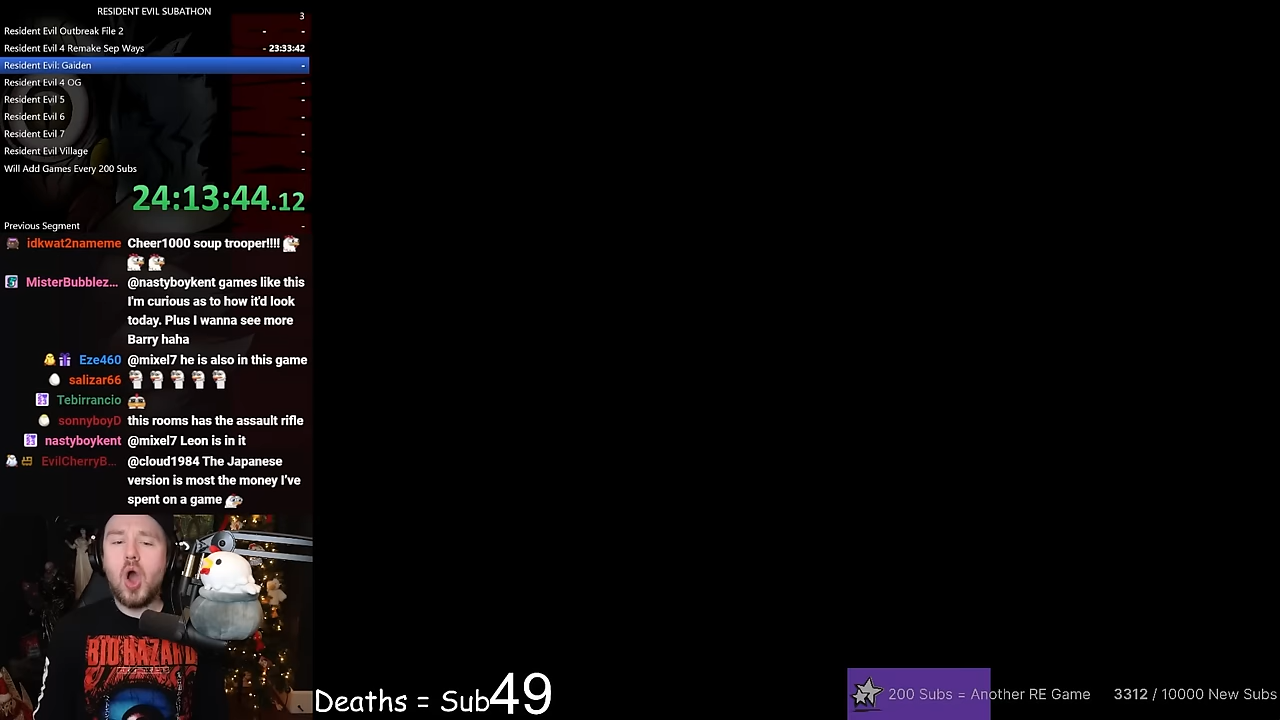 RESIDENT EVIL SUBATHON
3
Resident Evil Outbreak File 2 - -
Resident Evil 4 Remake Sep Ways - 23:33:42
Resident Evil: Gaiden -
Resident Evil 4 OG -
Resident Evil 5 -
Resident Evil 6 -
Resident Evil 7 -
Resident Evil Village -
Will Add Games Every 200 Subs -
24:13:44.12
Previous Segment -
idkwat2nameme Cheer1000 soup trooper!!!!
MisterBubblez... @nastyboykent games like this
I'm curious as to how it'd look
today. Plus I wanna see more
Barry haha
Eze460 @mixel7 he is also in this game
salizar66
Tebirrancio
sonnyboyD this rooms has the assault rifle
nastyboykent @mixel7 Leon is in it
EvilCherryB... @cloud1984 The Japanese
version is most the money I've
spent on a game
BIOHAZARD
Deaths = Sub49
200 Subs = Another RE Game 3312 / 10000 New Subs